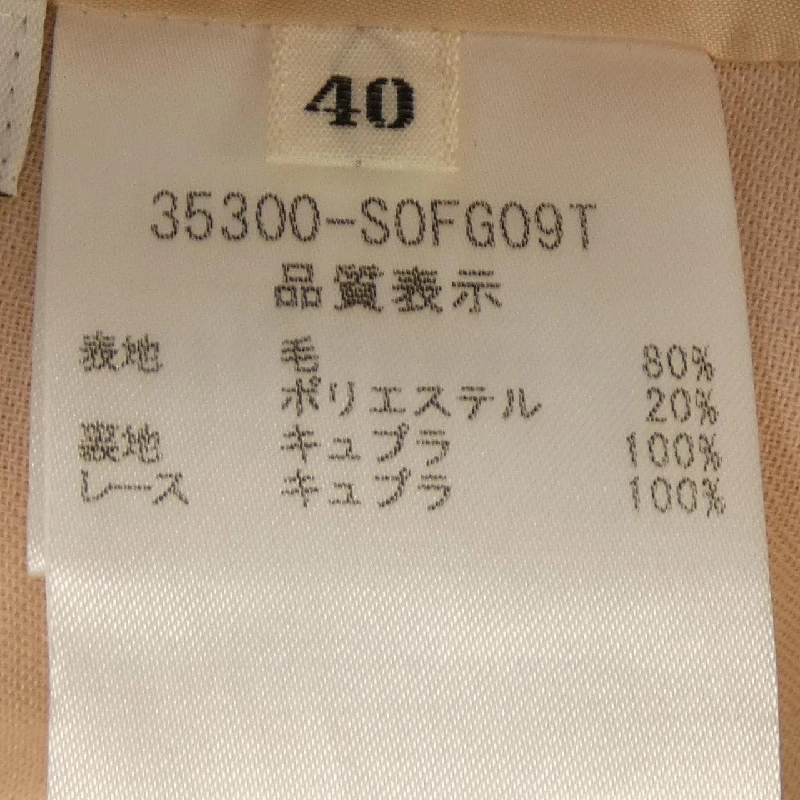 40
35300-S0FG09T
品質表示
表地 毛 80%
ポリエステル 20%
裏地 キュプラ 100%
レース キュプラ 100%